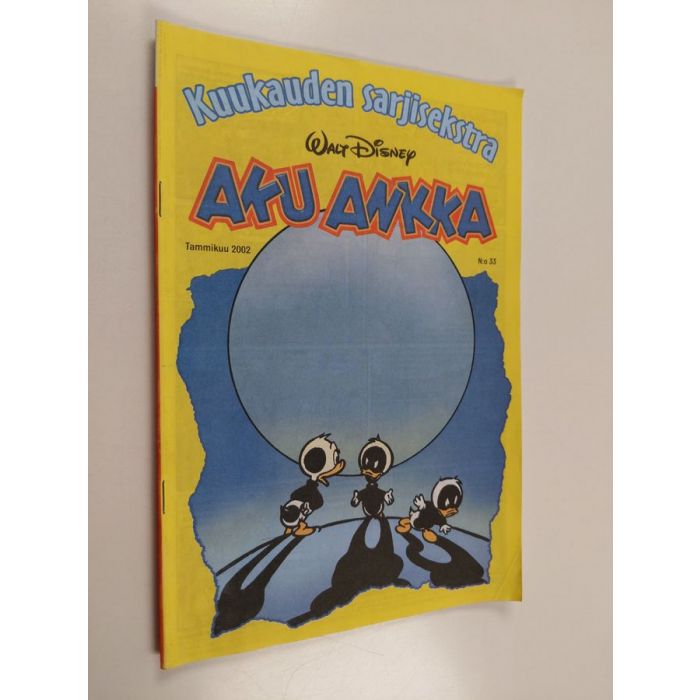 Kuukauden sarjisekstra
WALT DISNEY
AKU ANKKA
Tammikuu 2002
N:o 33